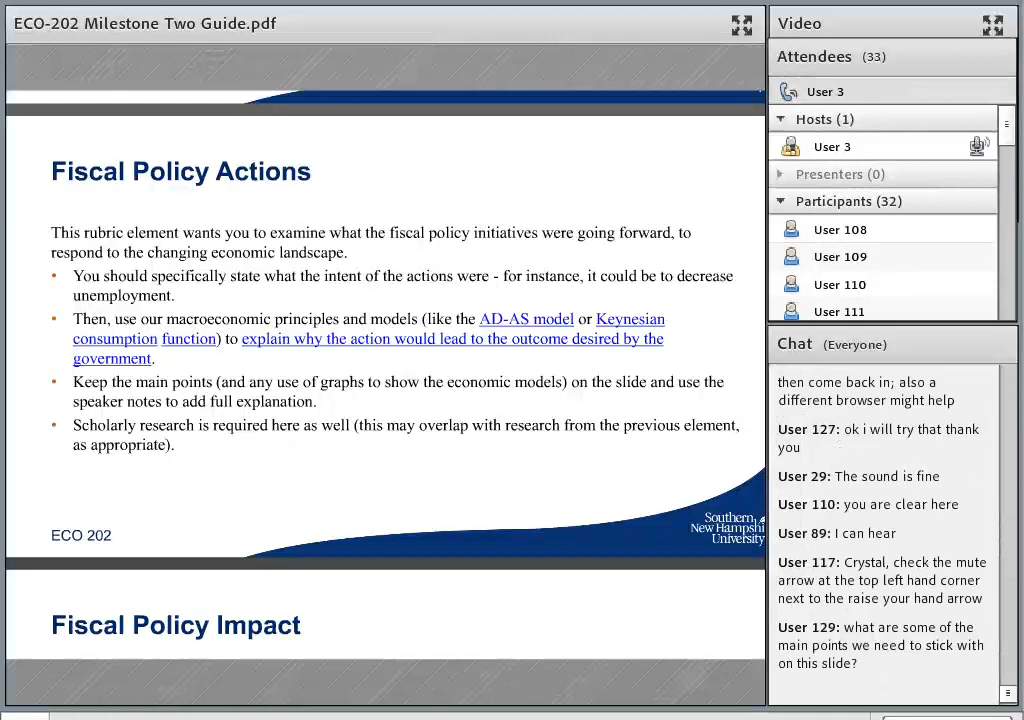 ECO-202 Milestone Two Guide.pdf
Fiscal Policy Actions
This rubric element wants you to examine what the fiscal policy initiatives were going forward, to
respond to the changing economic landscape.
• You should specifically state what the intent of the actions were - for instance, it could be to decrease
unemployment.
• Then, use our macroeconomic principles and models (like the AD-AS model or Keynesian
consumption function) to explain why the action would lead to the outcome desired by the
government.
• Keep the main points (and any use of graphs to show the economic models) on the slide and use the
speaker notes to add full explanation.
• Scholarly research is required here as well (this may overlap with research from the previous element,
as appropriate).
ECO 202
Southern
New Hampshi
University
Fiscal Policy Impact
Video
Attendees (33)
User 3
Hosts (1)
User 3
Presenters (0)
Participants (32)
User 108
User 109
User 110
User 111
Chat (Everyone)
then come back in; also a
different browser might help
User 127: ok i will try that thank
you
User 29: The sound is fine
User 110: you are clear here
User 89: I can hear
User 117: Crystal, check the mute
arrow at the top left hand corner
next to the raise your hand arrow
User 129: what are some of the
main points we need to stick with
on this slide?